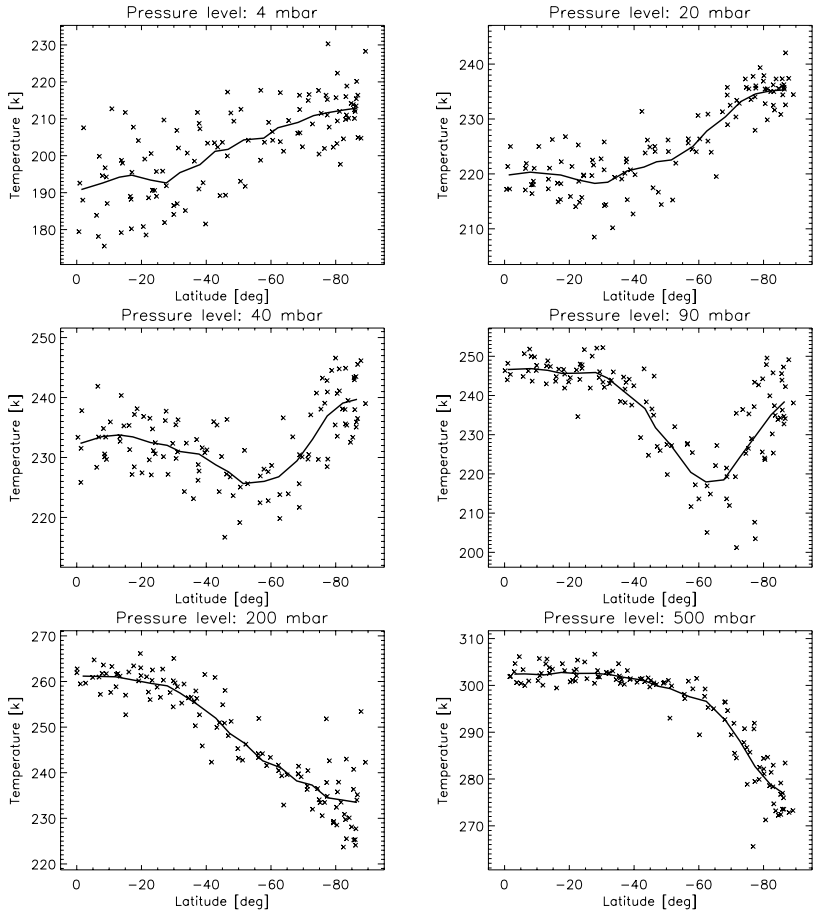 Pressure level: 4 mbar
Temperature [k]
230
220
210
200
190
180
0 −20 −40 −60 −80
Latitude [deg]
Pressure level: 20 mbar
Temperature [k]
240
230
220
210
0 −20 −40 −60 −80
Latitude [deg]
Pressure level: 40 mbar
Temperature [k]
250
240
230
220
0 −20 −40 −60 −80
Latitude [deg]
Pressure level: 90 mbar
Temperature [k]
250
240
230
220
210
200
0 −20 −40 −60 −80
Latitude [deg]
Pressure level: 200 mbar
Temperature [k]
270
260
250
240
230
220
0 −20 −40 −60 −80
Latitude [deg]
Pressure level: 500 mbar
Temperature [k]
310
300
290
280
270
0 −20 −40 −60 −80
Latitude [deg]